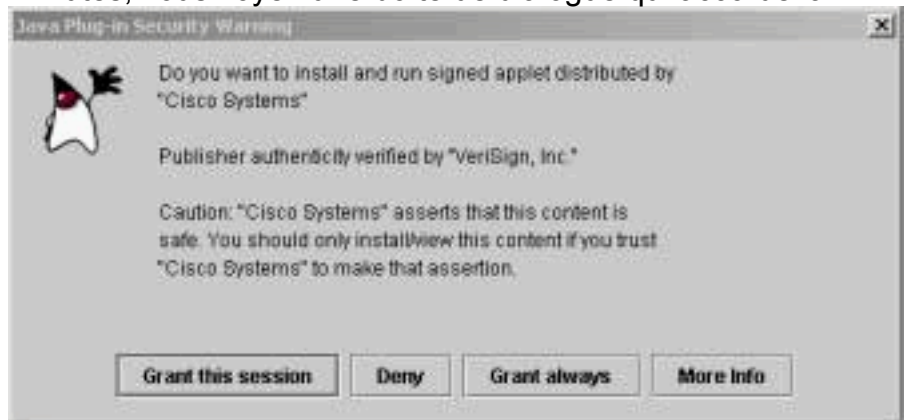 Java Plug-in Security Warning
Do you want to install and run signed applet distributed by
"Cisco Systems"
Publisher authenticity verified by "VeriSign, Inc."
Caution: "Cisco Systems" asserts that this content is
safe. You should only install/view this content if you trust
"Cisco Systems" to make that assertion.
Grant this session Deny Grant always More Info